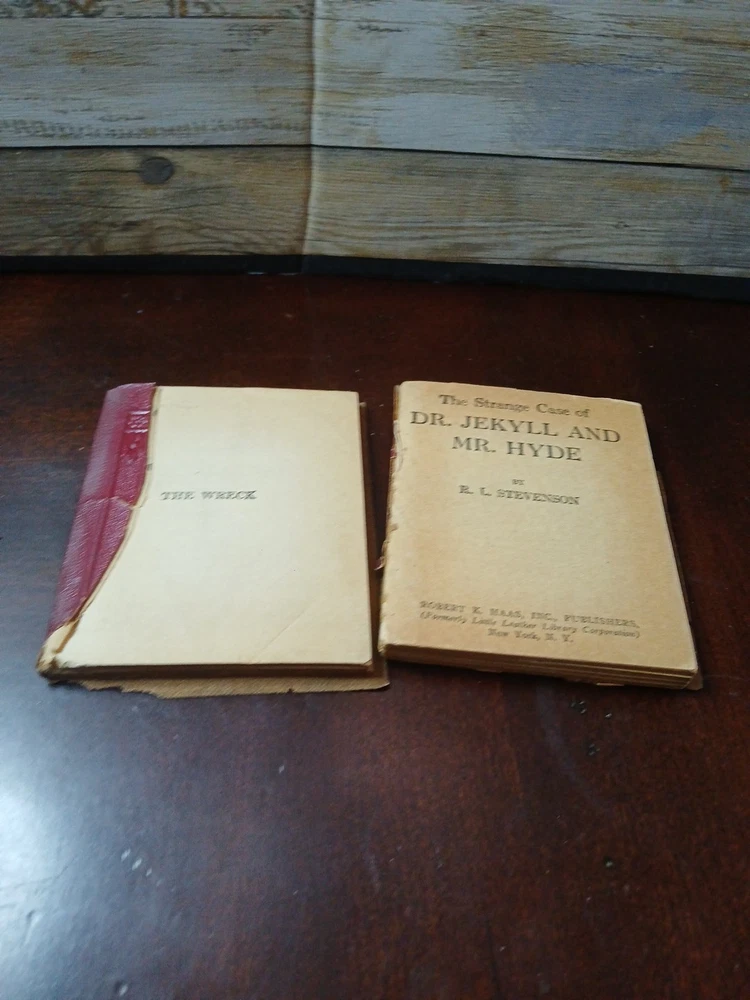 THE WRECK
The Strange Case of
DR. JEKYLL AND
MR. HYDE
BY
R. L. STEVENSON
ROBERT K. HAAS, INC., PUBLISHERS,
(Formerly Little Leather Library Corporation)
New York, N. Y.